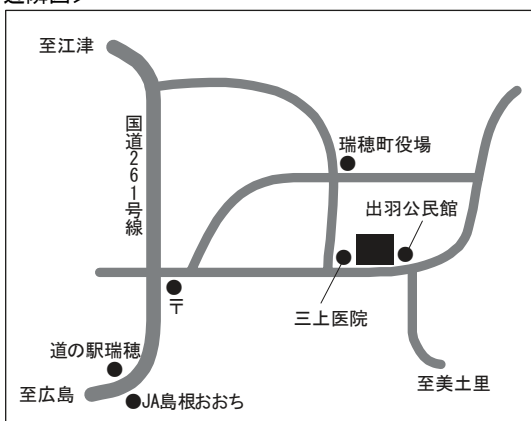 至江津
国道261号線
瑞穂町役場
出羽公民館
〒
三上医院
道の駅瑞穂
至広島
JA島根おおち
至美土里